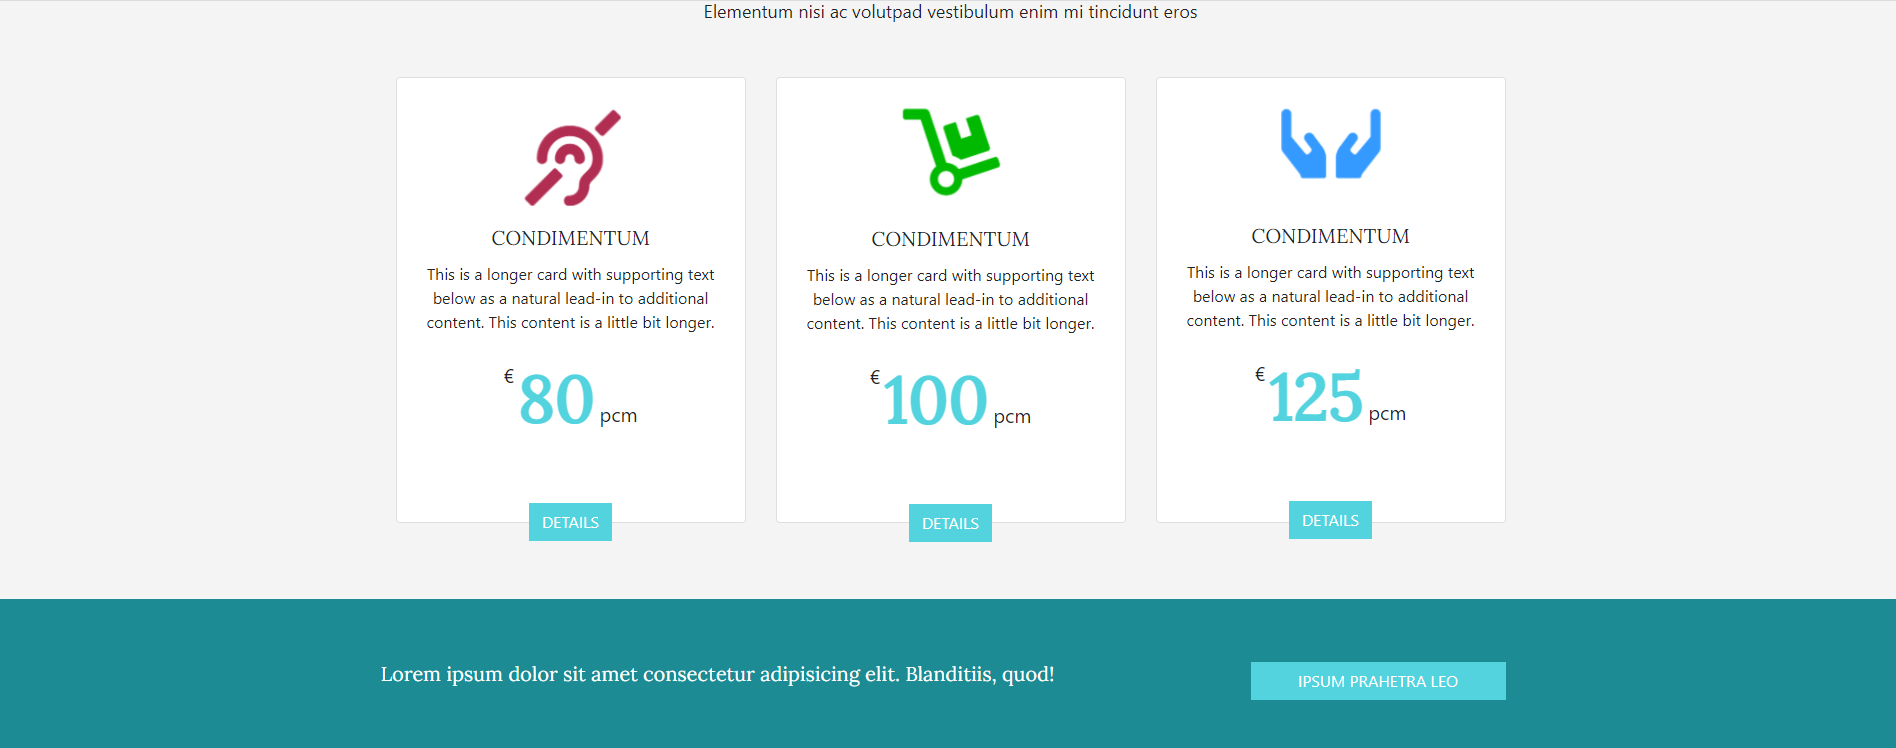 Elementum nisi ac volutpad vestibulum enim mi tincidunt eros
CONDIMENTUM
This is a longer card with supporting text
below as a natural lead-in to additional
content. This content is a little bit longer.
€80 pcm
DETAILS
CONDIMENTUM
This is a longer card with supporting text
below as a natural lead-in to additional
content. This content is a little bit longer.
€100 pcm
DETAILS
CONDIMENTUM
This is a longer card with supporting text
below as a natural lead-in to additional
content. This content is a little bit longer.
€125 pcm
DETAILS
Lorem ipsum dolor sit amet consectetur adipisicing elit. Blanditiis, quod!
IPSUM PRAHETRA LEO